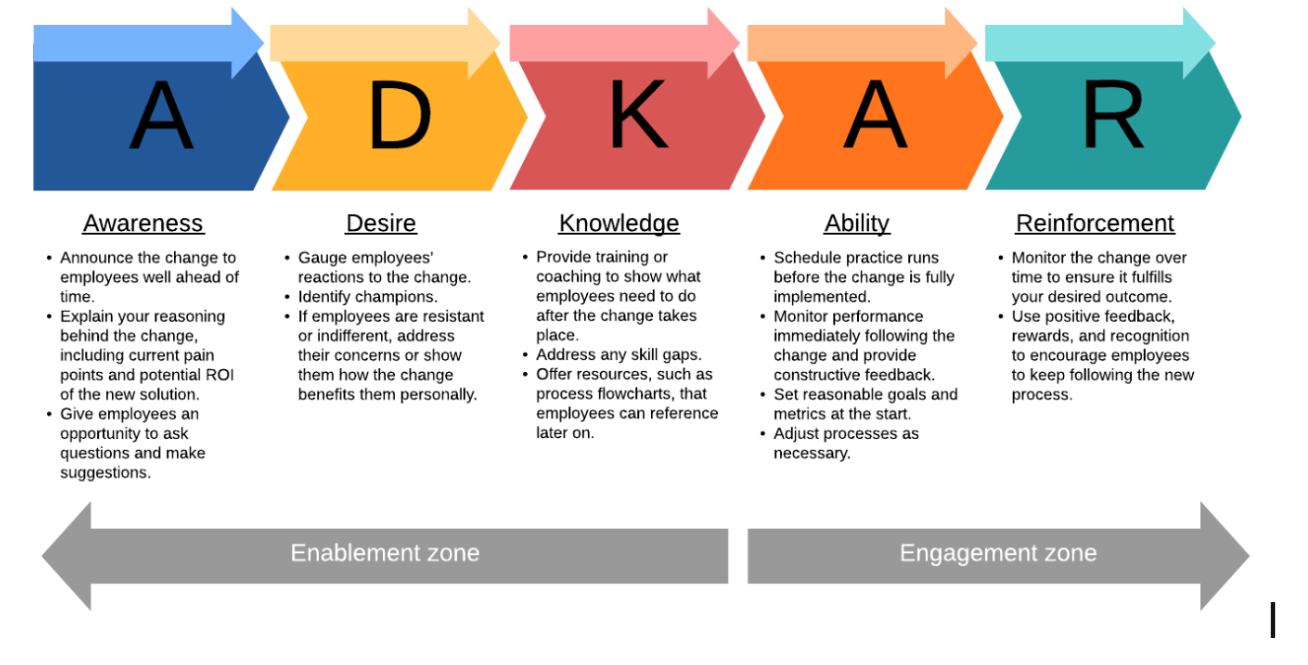 A
D
K
A
R
Awareness
• Announce the change to
employees well ahead of
time.
• Explain your reasoning
behind the change,
including current pain
points and potential ROI
of the new solution.
• Give employees an
opportunity to ask
questions and make
suggestions.
Desire
• Gauge employees'
reactions to the change.
• Identify champions.
• If employees are resistant
or indifferent, address
their concerns or show
them how the change
benefits them personally.
Knowledge
• Provide training or
coaching to show what
employees need to do
after the change takes
place.
• Address any skill gaps.
• Offer resources, such as
process flowcharts, that
employees can reference
later on.
Ability
• Schedule practice runs
before the change is fully
implemented.
• Monitor performance
immediately following the
change and provide
constructive feedback.
• Set reasonable goals and
metrics at the start.
• Adjust processes as
necessary.
Reinforcement
• Monitor the change over
time to ensure it fulfills
your desired outcome.
• Use positive feedback,
rewards, and recognition
to encourage employees
to keep following the new
process.
Enablement zone
Engagement zone